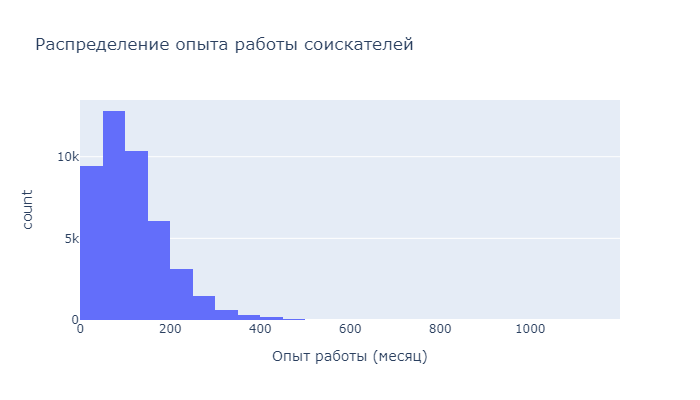 Распределение опыта работы соискателей
10k
5k
0
count
0 200 400 600 800 1000
Опыт работы (месяц)